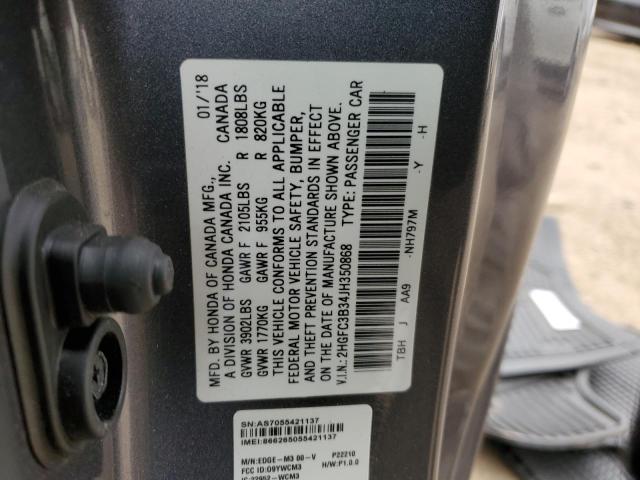 MFD. BY HONDA OF CANADA MFG., 01/'18
A DIVISION OF HONDA CANADA INC. CANADA
GVWR 3902LBS GAWR F 2105LBS R 1808LBS
GVWR 1770KG GAWR F 955KG R 820KG
THIS VEHICLE CONFORMS TO ALL APPLICABLE
FEDERAL MOTOR VEHICLE SAFETY, BUMPER,
AND THEFT PREVENTION STANDARDS IN EFFECT
ON THE DATE OF MANUFACTURE SHOWN ABOVE.
V.I.N.: 2HGFC3B34JH350868 TYPE: PASSENGER CAR
TBH J AA9 -NH797M -Y -H
SN:AS7055421137
IMEI:866265055421137
M/N:EDGE-M3 00-V P22210
FCC ID:O9YWCM3 H/W:P1.0.0